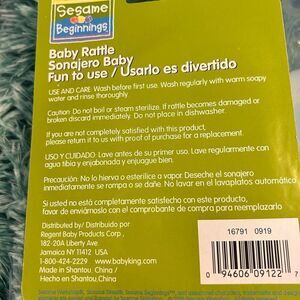 Sesame
Beginnings
Baby Rattle
Sonajero Baby
Fun to use / Usarlo es divertido
USE AND CARE: Wash before first use. Wash regularly with warm soapy
water and rinse thoroughly.
Caution: Do not boil or steam sterilize. If rattle becomes damaged or
broken discard immediately. Do not place in dishwasher.
If you are not completely satisfied with this product,
please return it to us with proof of purchase for a replacement.
USO Y CUIDADO: Lave antes de su primer uso. Lave regularmente con
agua tibia y enjabonada y enjuague bien.
Precaución: No lo hierva o esterilice a vapor. Deseche el sonajero
immediatamente se rompa o se daña. No lavar en el lavaplatos automático
Si usted no está completamente satisfecho con este producto,
favor de enviárnoslo con el comprobante de compra para reemplazarlo
Distributed by/ Distribuido por
Regent Baby Products Corp ,
182-20A Liberty Ave
Jamaica NY 11412 USA
1-800-424-2229
www.babyking.com
Made in Shantou. China /
Hecho en Shantou.China
16791 0919
0 94606 09122 7